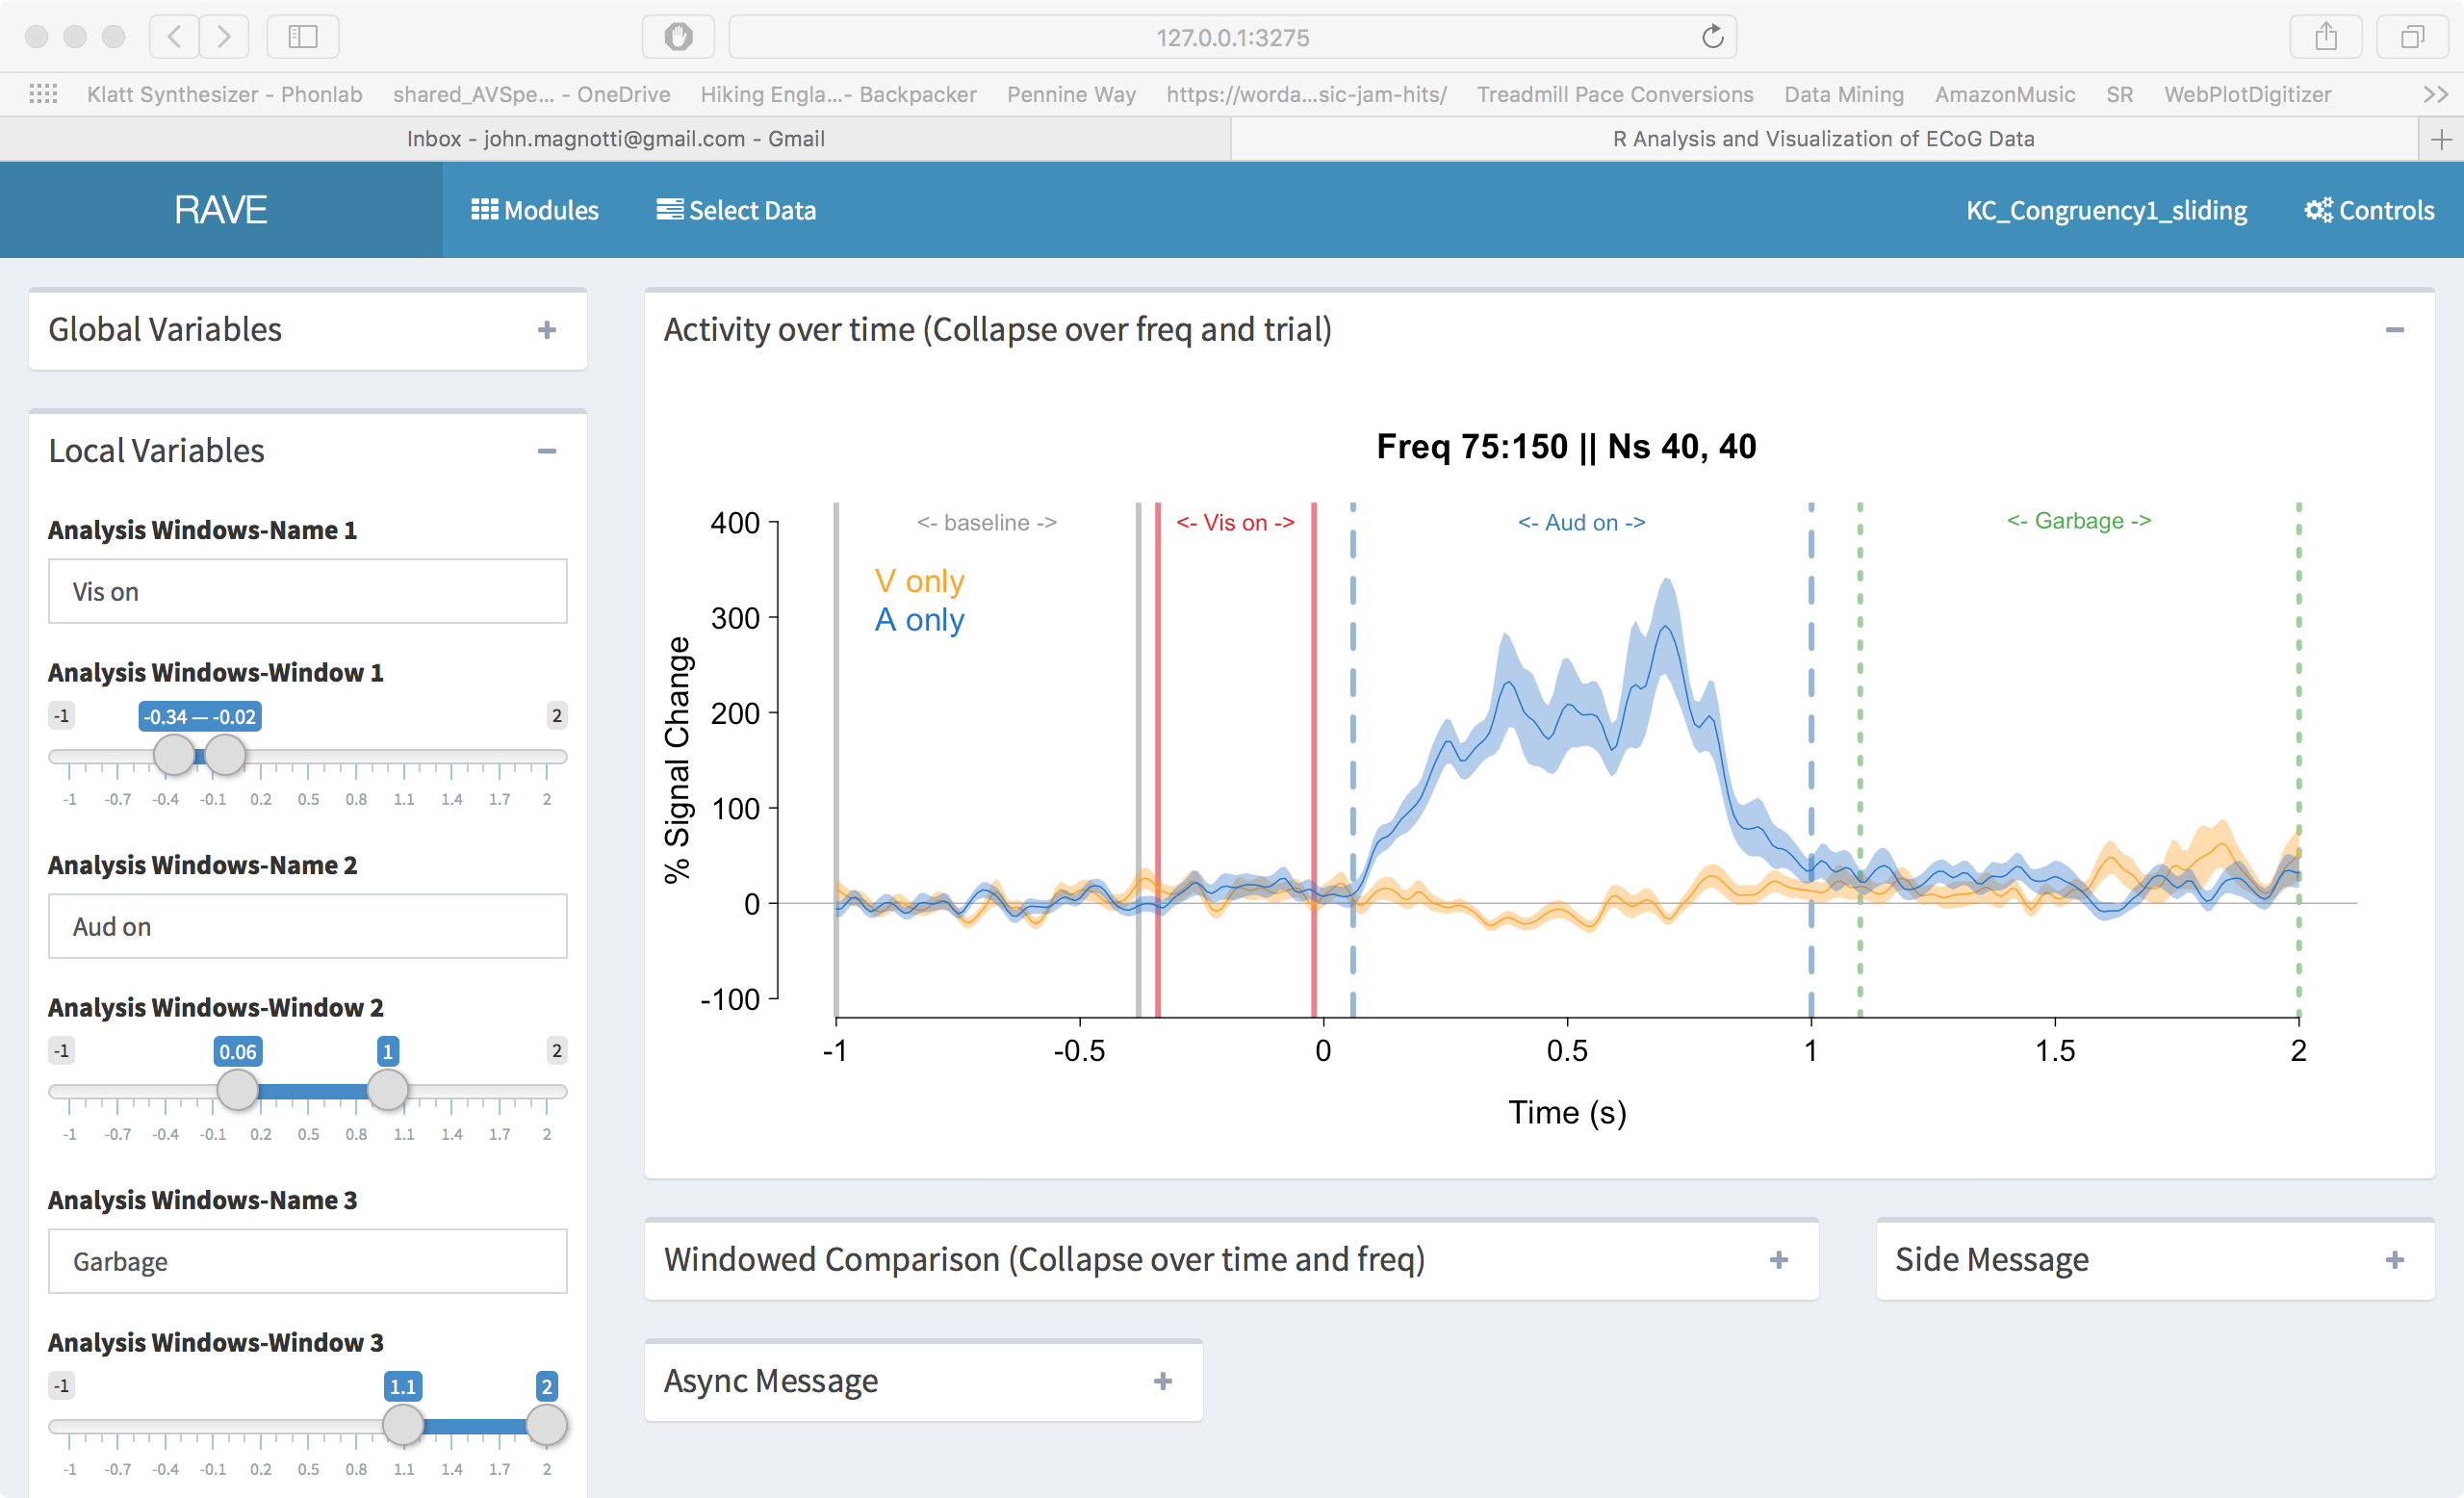 127.0.0.1:3275
Klatt Synthesizer - Phonlab shared_AVSpe... - OneDrive Hiking Engla...- Backpacker Pennine Way https://worda...sic-jam-hits/ Treadmill Pace Conversions Data Mining AmazonMusic SR WebPlotDigitizer >>
Inbox - john.magnotti@gmail.com - Gmail R Analysis and Visualization of ECoG Data
RAVE Modules Select Data KC_Congruency1_sliding Controls
Global Variables
Local Variables
Analysis Windows-Name 1
Vis on
Analysis Windows-Window 1
-1 -0.34 — -0.02 2
-1 -0.7 -0.4 -0.1 0.2 0.5 0.8 1.1 1.4 1.7 2
Analysis Windows-Name 2
Aud on
Analysis Windows-Window 2
-1 0.06 1 2
-1 -0.7 -0.4 -0.1 0.2 0.5 0.8 1.1 1.4 1.7 2
Analysis Windows-Name 3
Garbage
Analysis Windows-Window 3
-1 1.1 2
-1 -0.7 -0.4 -0.1 0.2 0.5 0.8 1.1 1.4 1.7 2
Activity over time (Collapse over freq and trial)
Freq 75:150 || Ns 40, 40
<- baseline -> <- Vis on -> <- Aud on -> <- Garbage ->
V only
A only
% Signal Change
400
300
200
100
0
-100
-1 -0.5 0 0.5 1 1.5 2
Time (s)
Windowed Comparison (Collapse over time and freq)
Side Message
Async Message